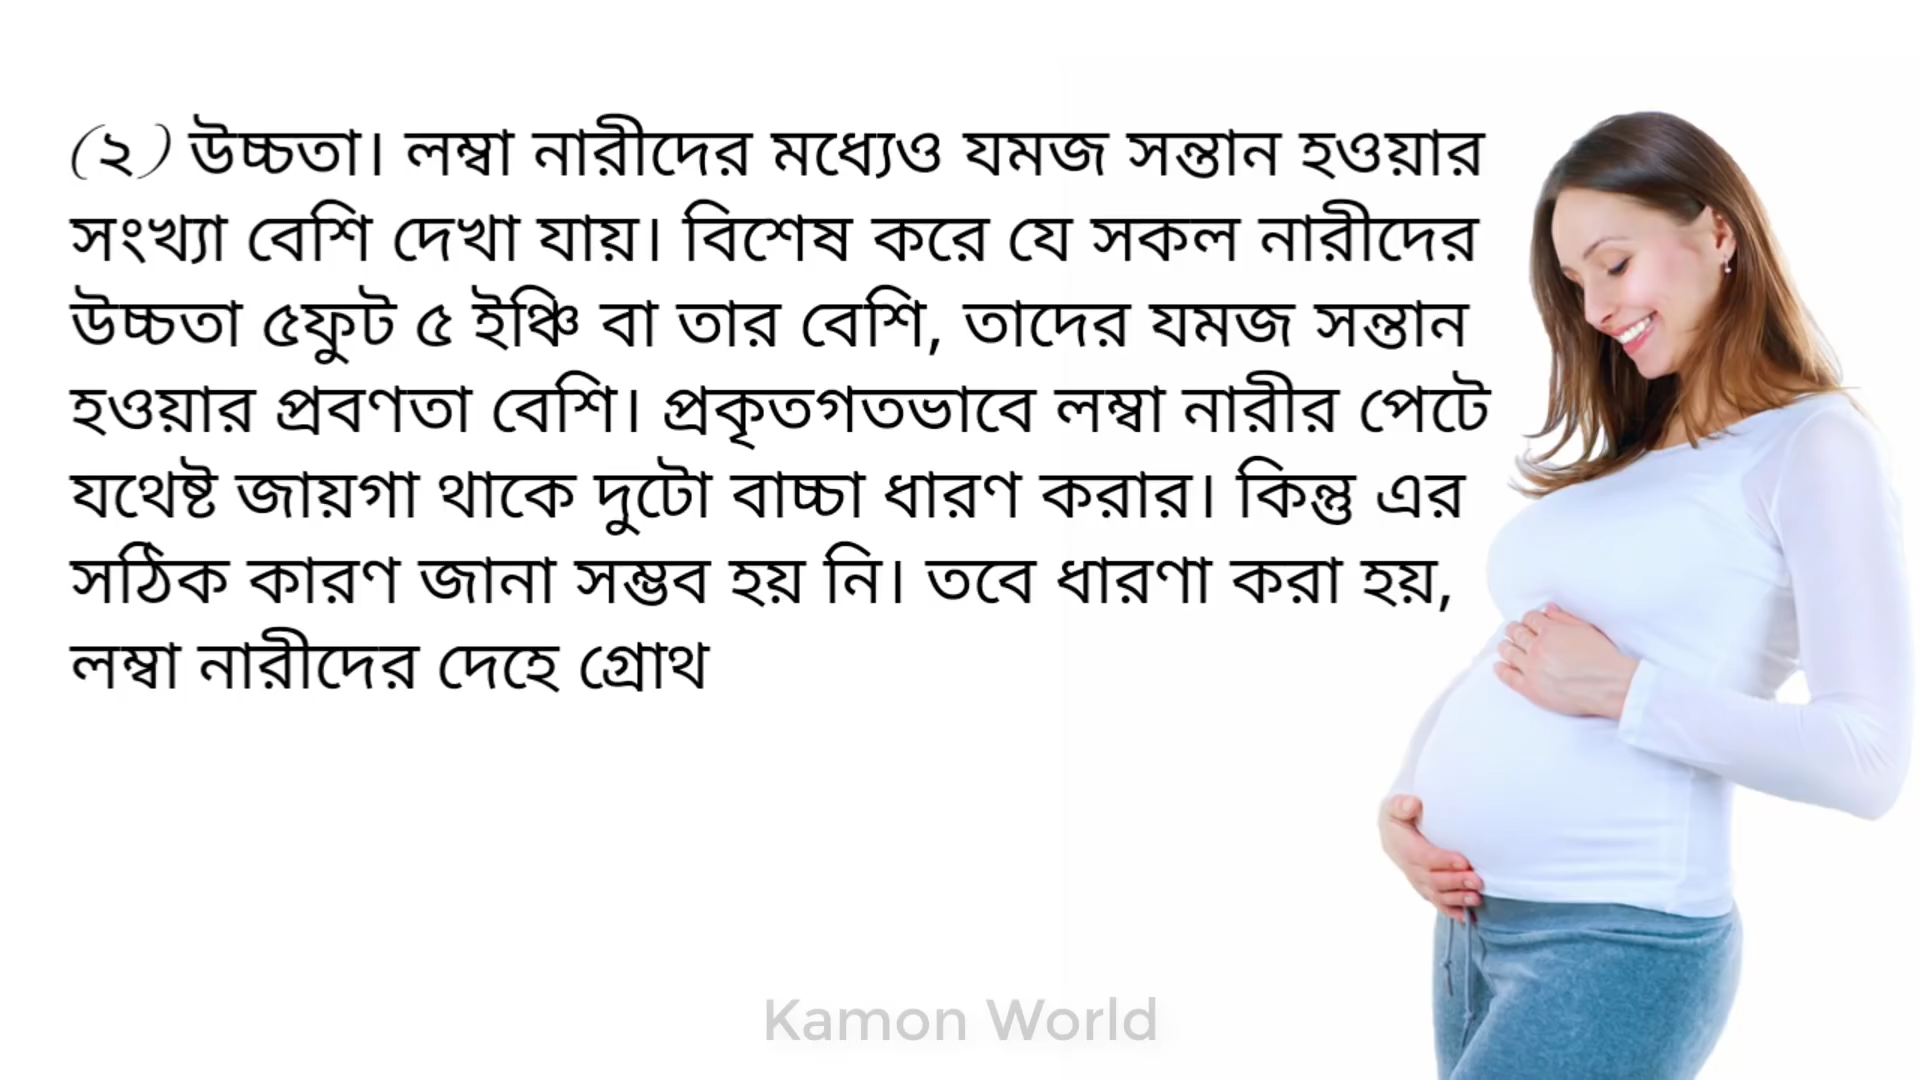 (২) উচ্চতা। লম্বা নারীদের মধ্যেও যমজ সন্তান হওয়ার
সংখ্যা বেশি দেখা যায়। বিশেষ করে যে সকল নারীদের
উচ্চতা ৫ফুট ৫ ইঞ্চি বা তার বেশি, তাদের যমজ সন্তান
হওয়ার প্রবণতা বেশি। প্রকৃতগতভাবে লম্বা নারীর পেটে
যথেষ্ট জায়গা থাকে দুটো বাচ্চা ধারণ করার। কিন্তু এর
সঠিক কারণ জানা সম্ভব হয় নি। তবে ধারণা করা হয়,
লম্বা নারীদের দেহে গ্রোথ
Kamon World